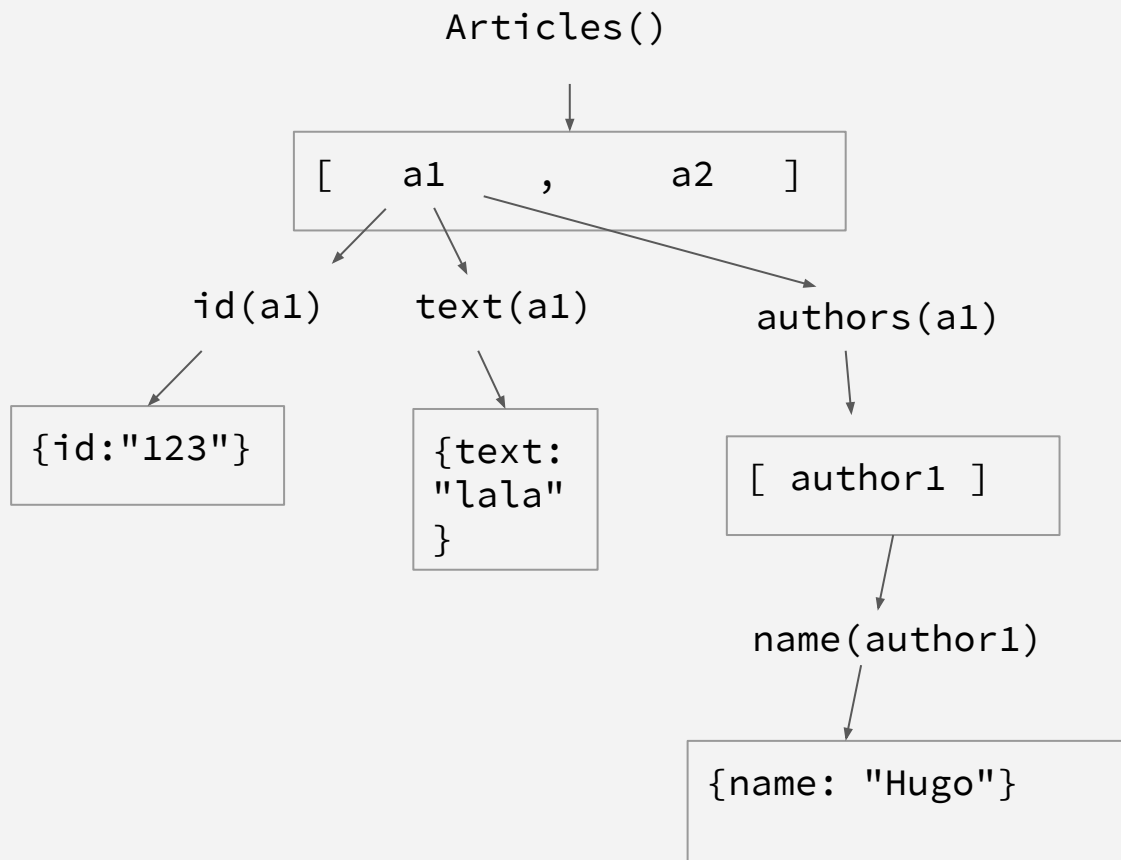 Articles()
[ a1 , a2 ]
id(a1)
text(a1)
authors(a1)
{id:"123"}
{text:
"lala"
}
[ author1 ]
name(author1)
{name: "Hugo"}